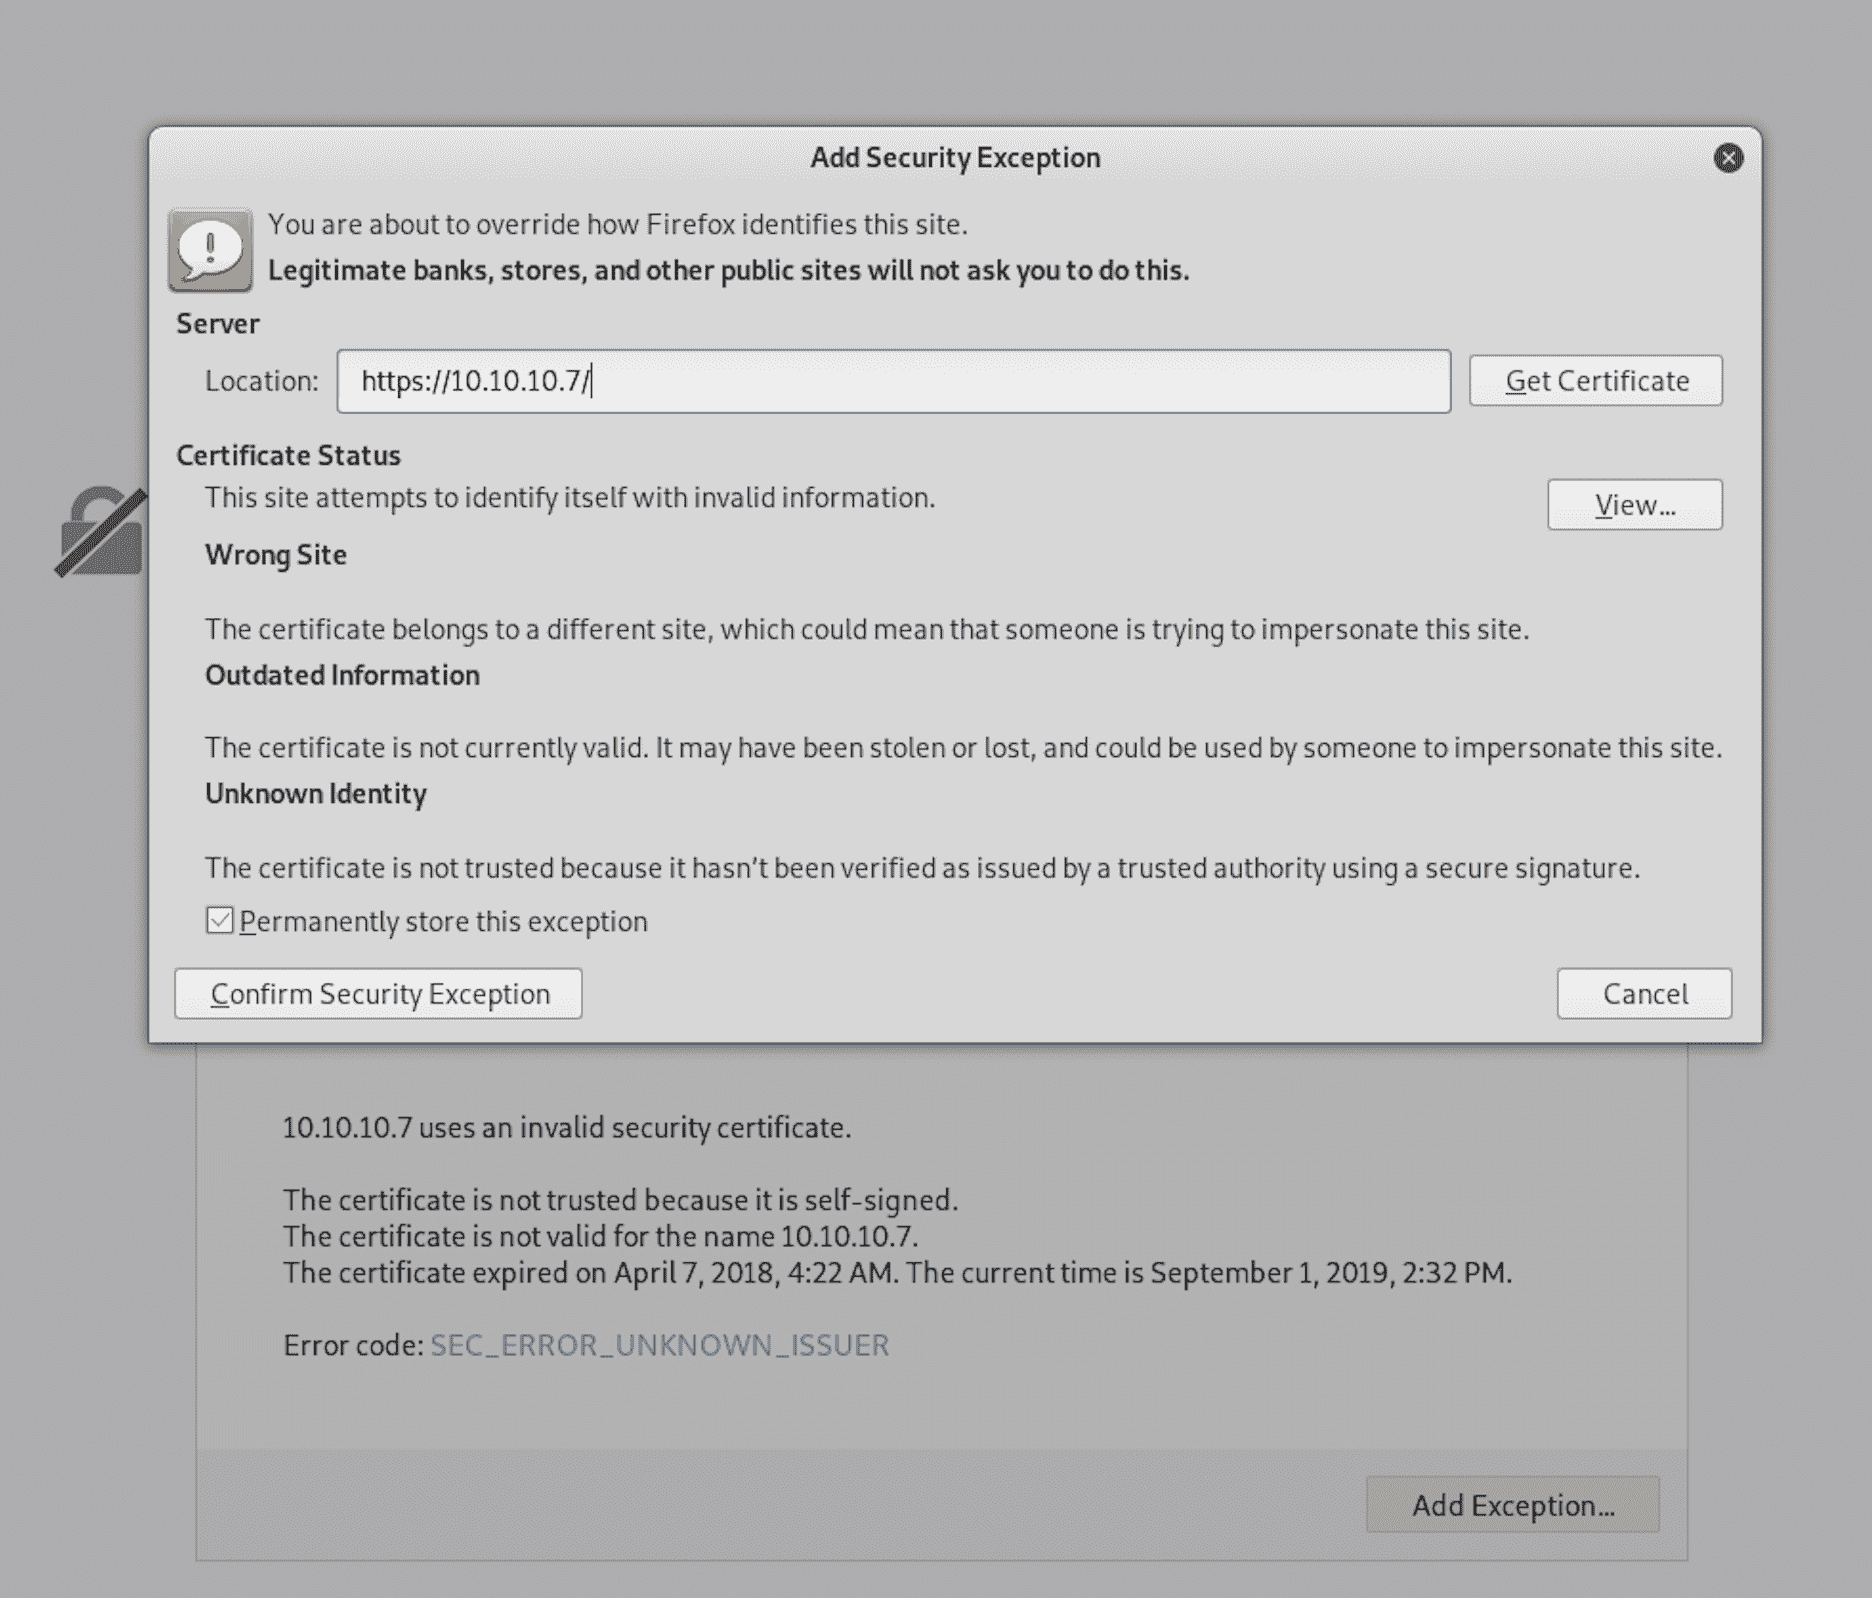 Add Security Exception
You are about to override how Firefox identifies this site.
Legitimate banks, stores, and other public sites will not ask you to do this.
Server
Location: https://10.10.10.7/ Get Certificate
Certificate Status
This site attempts to identify itself with invalid information.
View...
Wrong Site
The certificate belongs to a different site, which could mean that someone is trying to impersonate this site.
Outdated Information
The certificate is not currently valid. It may have been stolen or lost, and could be used by someone to impersonate this site.
Unknown Identity
The certificate is not trusted because it hasn't been verified as issued by a trusted authority using a secure signature.
Permanently store this exception
Confirm Security Exception Cancel
10.10.10.7 uses an invalid security certificate.
The certificate is not trusted because it is self-signed.
The certificate is not valid for the name 10.10.10.7.
The certificate expired on April 7, 2018, 4:22 AM. The current time is September 1, 2019, 2:32 PM.
Error code: SEC_ERROR_UNKNOWN_ISSUER
Add Exception...